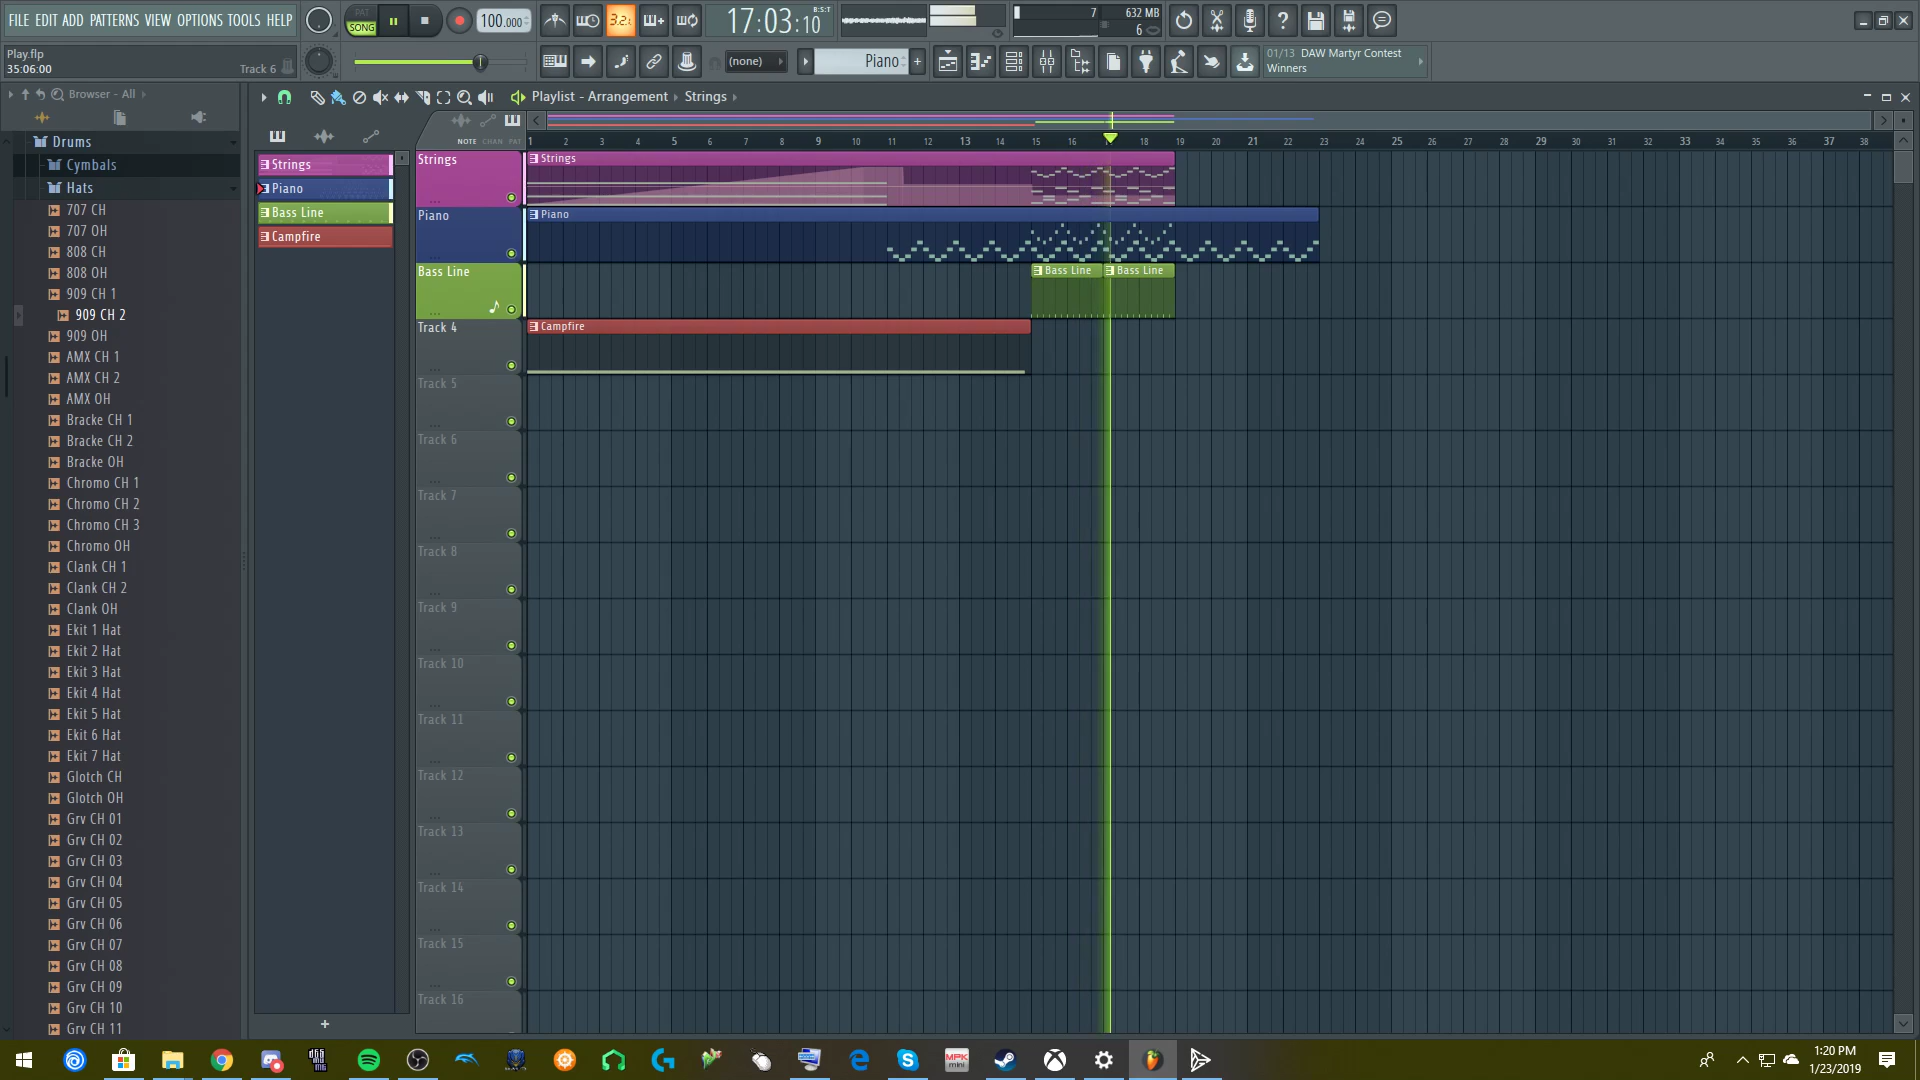 FILE EDIT ADD PATTERNS VIEW OPTIONS TOOLS HELP
PAT
SONG
100.000
3.2.1
17:03:10
B:S:T
7
632 MB
6
Play.flp
35:06:00
Track 6
(none)
Piano
01/13 DAW Martyr Contest
Winners
Browser - All
Playlist - Arrangement
Strings
NOTE
CHAN
PAT
1 2 3 4 5 6 7 8 9 10 11 12 13 14 15 16 17 18 19 20 21 22 23 24 25 26 27 28 29 30 31 32 33 34 35 36 37 38
Drums
Cymbals
Hats
707 CH
707 OH
808 CH
808 OH
909 CH 1
909 CH 2
909 OH
AMX CH 1
AMX CH 2
AMX OH
Bracke CH 1
Bracke CH 2
Bracke OH
Chromo CH 1
Chromo CH 2
Chromo CH 3
Chromo OH
Clank CH 1
Clank CH 2
Clank OH
Ekit 1 Hat
Ekit 2 Hat
Ekit 3 Hat
Ekit 4 Hat
Ekit 5 Hat
Ekit 6 Hat
Ekit 7 Hat
Glotch CH
Glotch OH
Grv CH 01
Grv CH 02
Grv CH 03
Grv CH 04
Grv CH 05
Grv CH 06
Grv CH 07
Grv CH 08
Grv CH 09
Grv CH 10
Grv CH 11
Strings
Piano
Bass Line
Campfire
Strings
Strings
Piano
Piano
Bass Line
Bass Line
Bass Line
Track 4
Campfire
Track 5
Track 6
Track 7
Track 8
Track 9
Track 10
Track 11
Track 12
Track 13
Track 14
Track 15
Track 16
MPK
mini
1:20 PM
1/23/2019